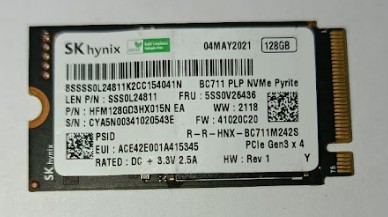 SK hynix
04MAY2021
128GB
8SSSS0L24811K2CC154041N
BC711 PLP NVMe Pyrite
LEN P/N : SSS0L24811
FRU : 5SS0V26436
P/N : HFM128GD3HX015N EA
WW : 2118
S/N : CYA5N00341020543E
FW : 41020C20
PSID
R-R-HNX-BC711M242S
EUI : ACE42E001A415345
PCIe Gen3 x 4
RATED : DC + 3.3V 2.5A
HW : Rev 1
Y
SK hynix
75